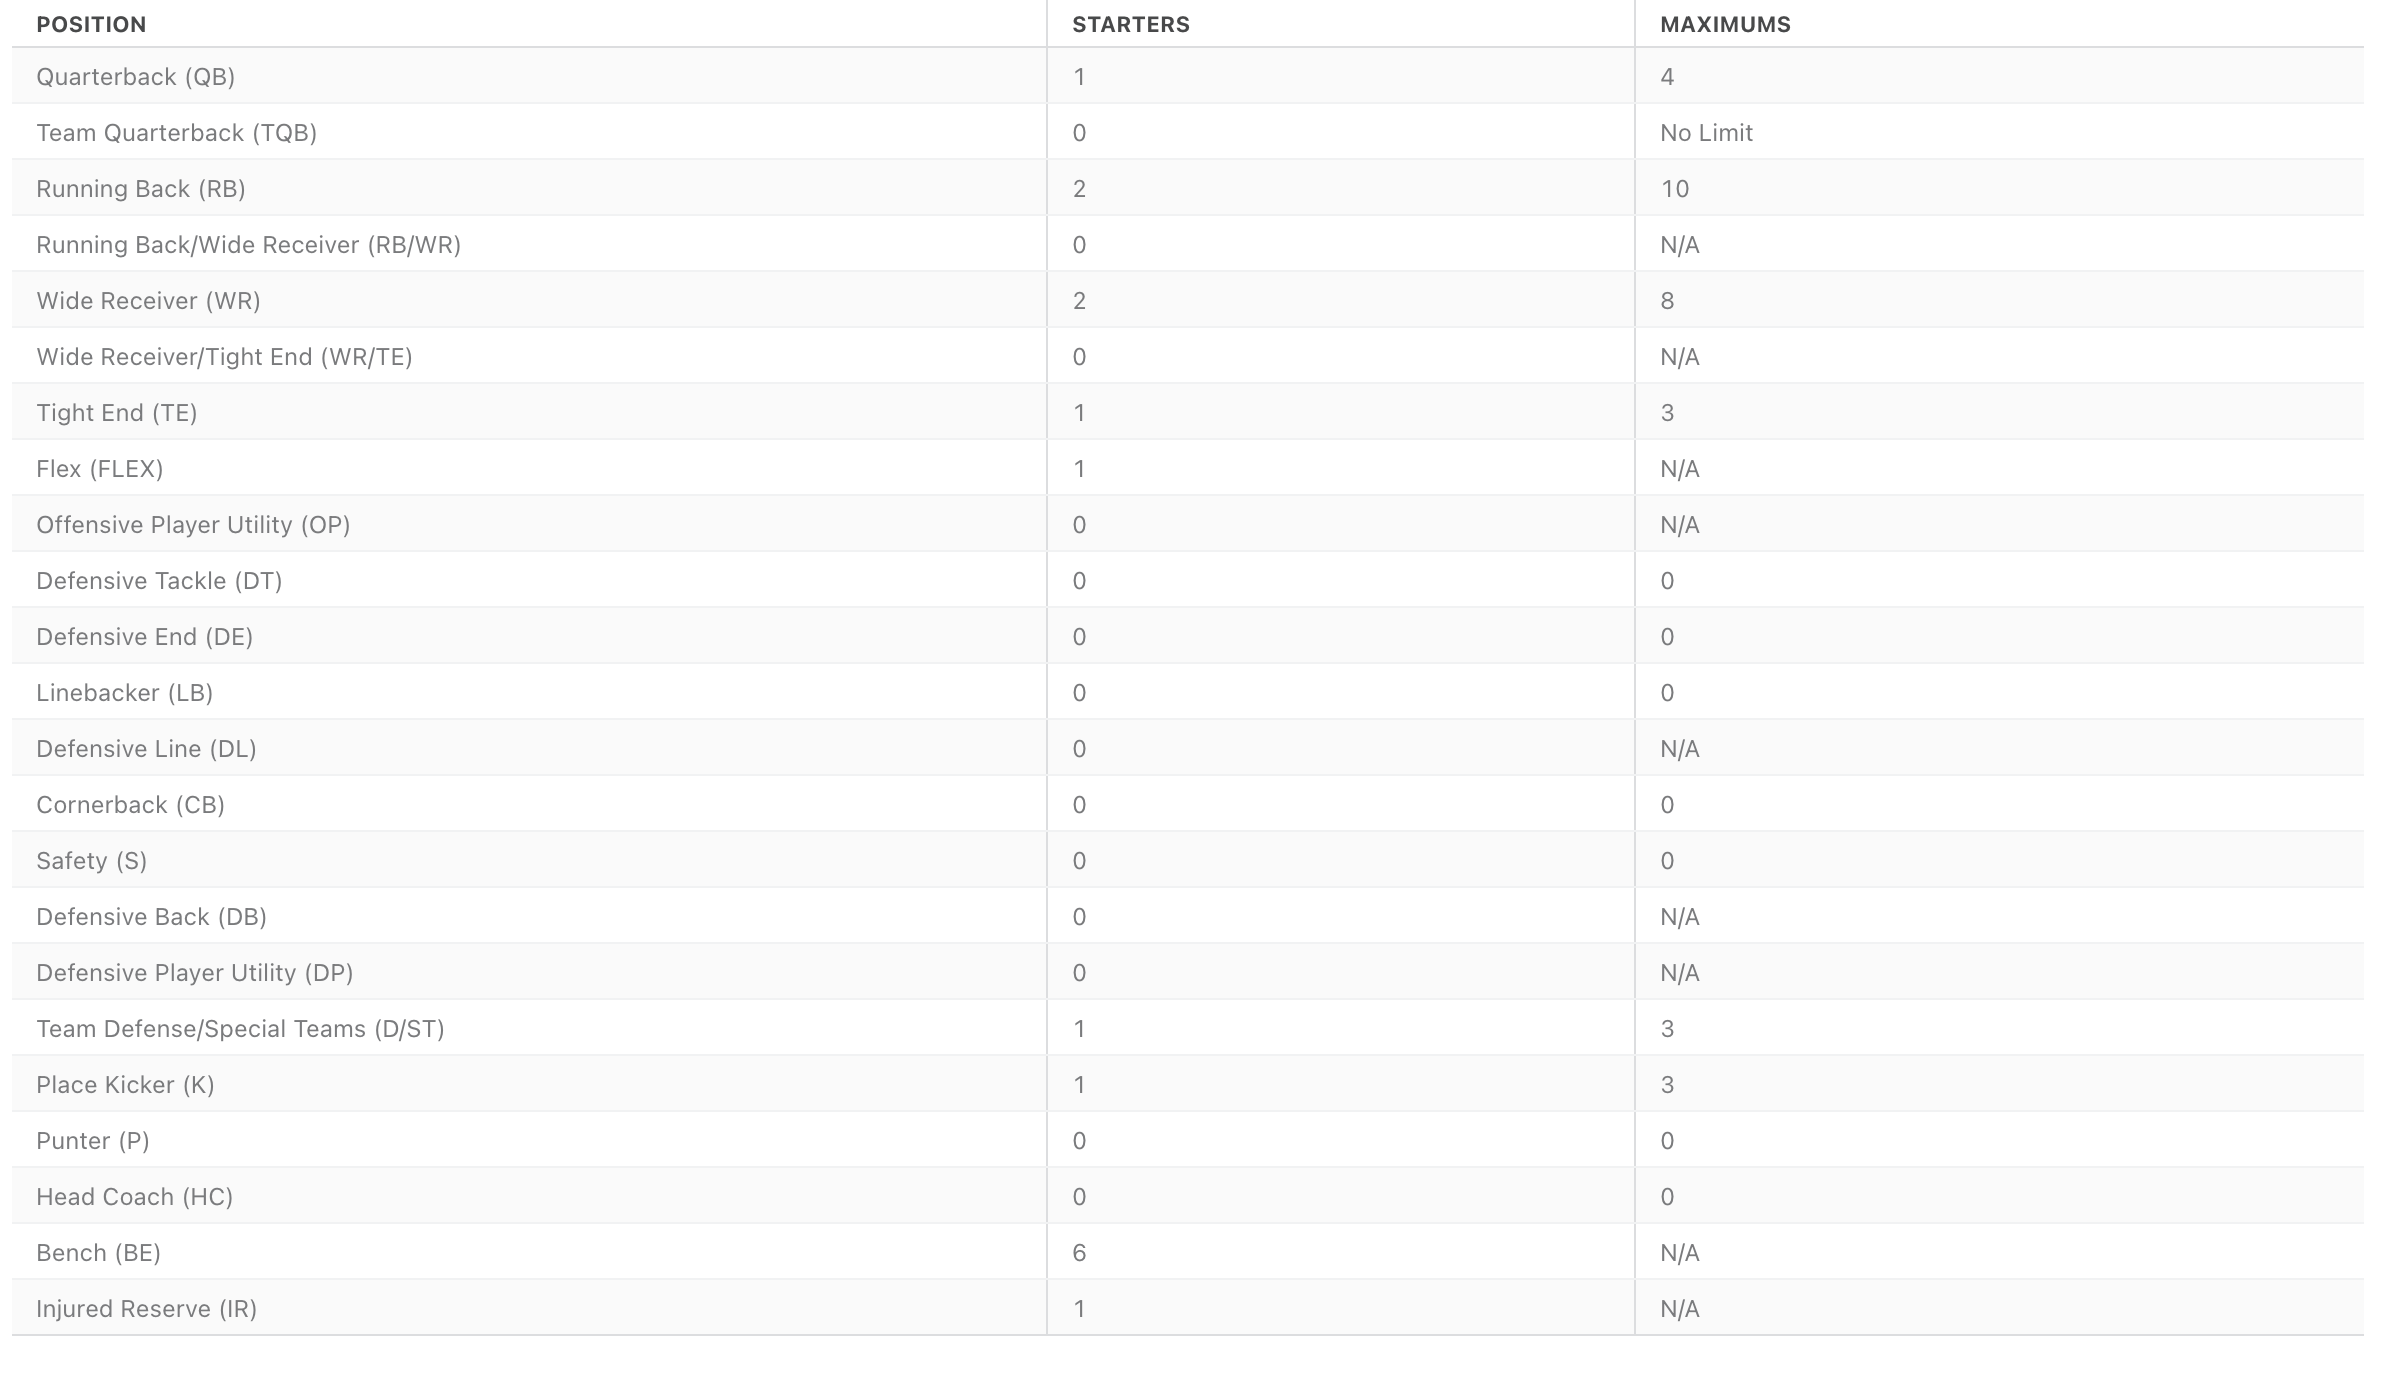 POSITION STARTERS MAXIMUMS
Quarterback (QB) 1 4
Team Quarterback (TQB) 0 No Limit
Running Back (RB) 2 10
Running Back/Wide Receiver (RB/WR) 0 N/A
Wide Receiver (WR) 2 8
Wide Receiver/Tight End (WR/TE) 0 N/A
Tight End (TE) 1 3
Flex (FLEX) 1 N/A
Offensive Player Utility (OP) 0 N/A
Defensive Tackle (DT) 0 0
Defensive End (DE) 0 0
Linebacker (LB) 0 0
Defensive Line (DL) 0 N/A
Cornerback (CB) 0 0
Safety (S) 0 0
Defensive Back (DB) 0 N/A
Defensive Player Utility (DP) 0 N/A
Team Defense/Special Teams (D/ST) 1 3
Place Kicker (K) 1 3
Punter (P) 0 0
Head Coach (HC) 0 0
Bench (BE) 6 N/A
Injured Reserve (IR) 1 N/A